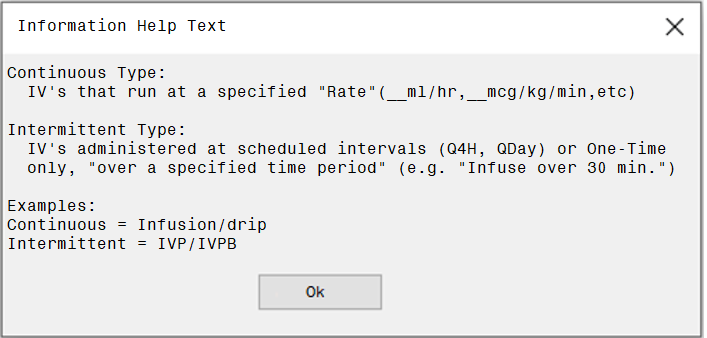 Information Help Text
Continuous Type:
IV's that run at a specified "Rate"(__ml/hr,__mcg/kg/min,etc)
Intermittent Type:
IV's administered at scheduled intervals (Q4H, QDay) or One-Time
only, "over a specified time period" (e.g. "Infuse over 30 min.")
Examples:
Continuous = Infusion/drip
Intermittent = IVP/IVPB
Ok